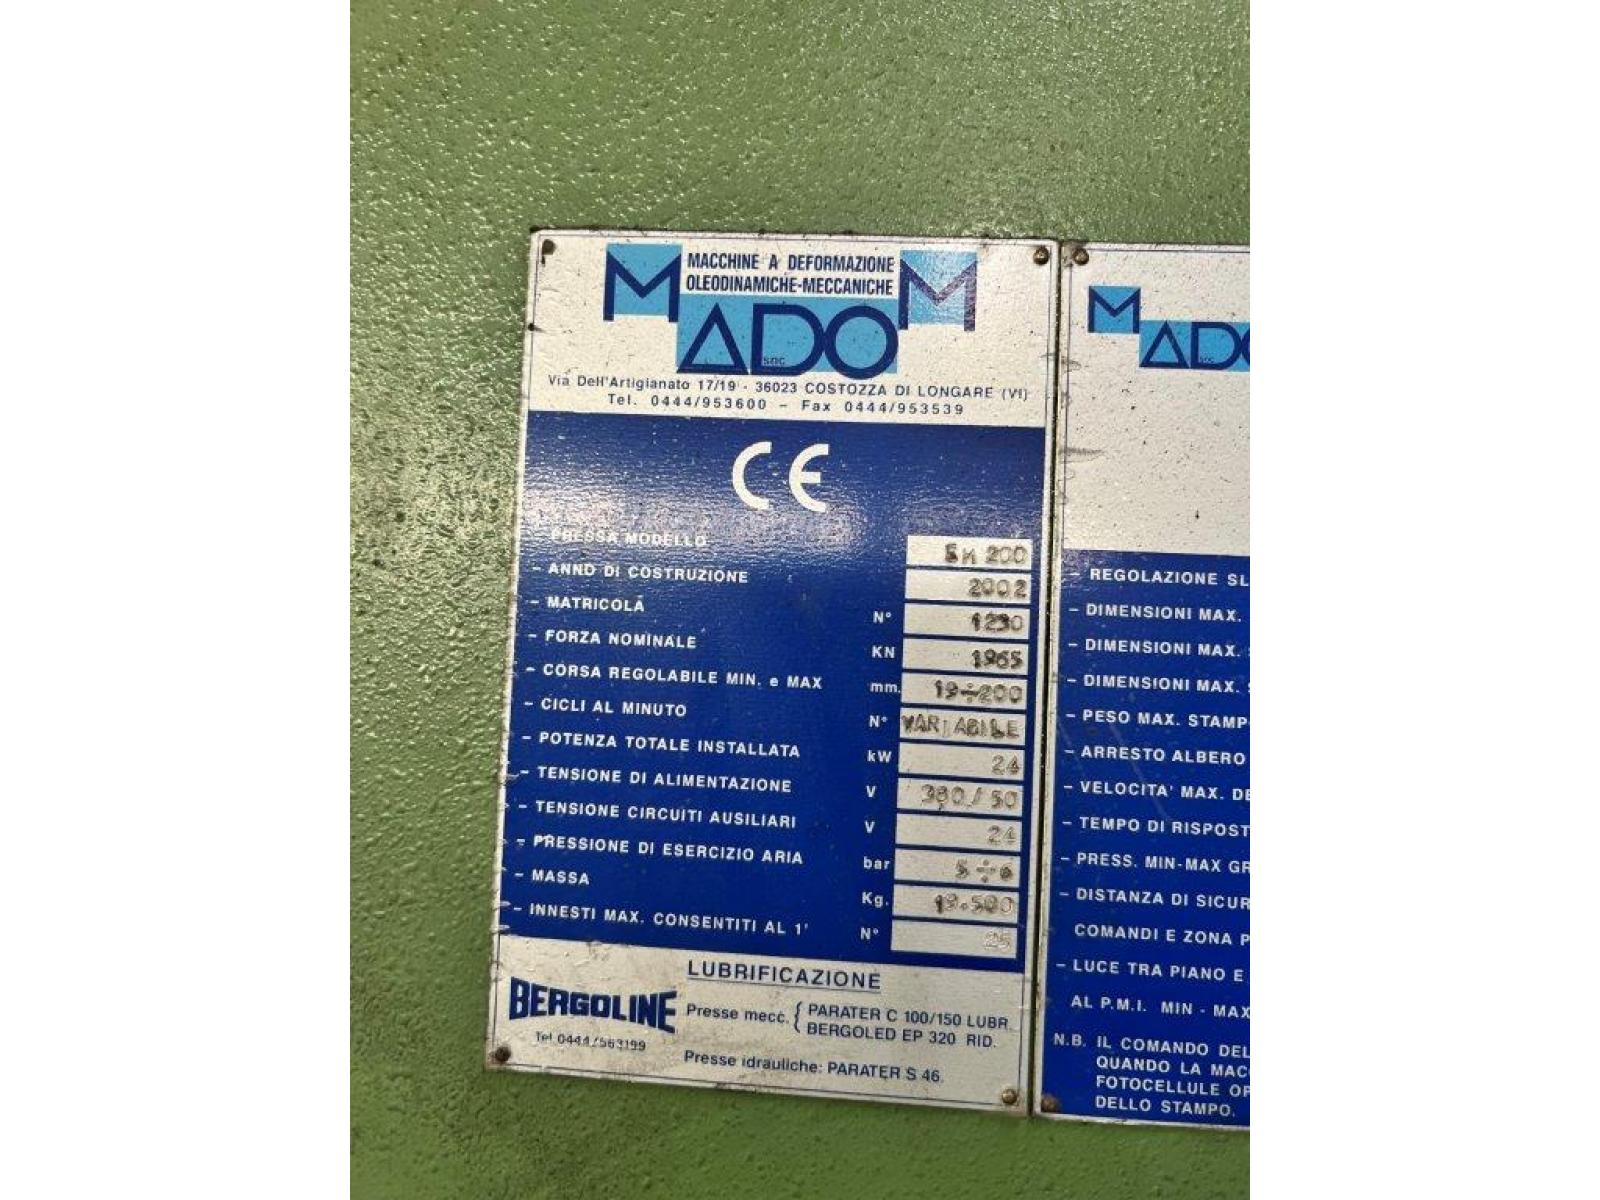 MACCHINE A DEFORMAZIONE
OLEODINAMICHE-MECCANICHE
M ADO M
snc
Via Dell'Artigianato 17/19 - 36023 COSTOZZA DI LONGARE (VI)
Tel. 0444/953600 - Fax 0444/953539
CE
- PRESSA MODELLO 200
- ANNO DI COSTRUZIONE 2002
- MATRICOLA N° 1230
- FORZA NOMINALE KN 1965
- CORSA REGOLABILE MIN. e MAX mm. 19÷200
- CICLI AL MINUTO N° VARIABILE
- POTENZA TOTALE INSTALLATA kW 24
- TENSIONE DI ALIMENTAZIONE V 380/50
- TENSIONE CIRCUITI AUSILIARI V 24
- PRESSIONE DI ESERCIZIO ARIA bar 5÷6
- MASSA Kg. 19.500
- INNESTI MAX. CONSENTITI AL 1' N° 25
LUBRIFICAZIONE
BERGOLINE
Tel 0444/563199
Presse mecc. { PARATER C 100/150 LUBR.
BERGOLED EP 320 RID.
Presse idrauliche: PARATER S 46.
M ADO
snc
- REGOLAZIONE SL
- DIMENSIONI MAX.
- DIMENSIONI MAX.
- DIMENSIONI MAX.
- PESO MAX. STAMP
- ARRESTO ALBERO
- VELOCITA' MAX. DE
- TEMPO DI RISPOST
- PRESS. MIN-MAX GR
- DISTANZA DI SICUR
COMANDI E ZONA P
- LUCE TRA PIANO E
AL P.M.I. MIN - MAX
N.B. IL COMANDO DEL
QUANDO LA MAC
FOTOCELLULE OP
DELLO STAMPO.